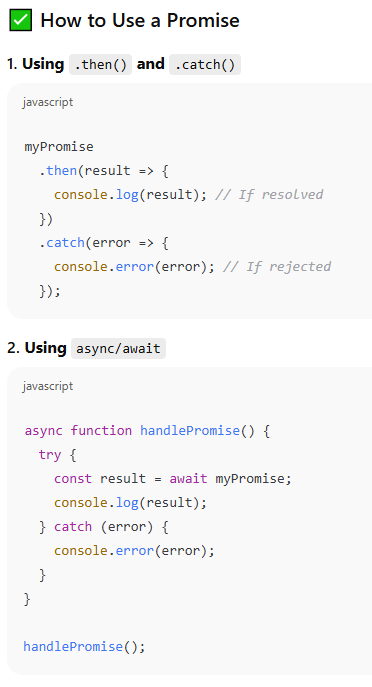 ✅ How to Use a Promise
1. Using .then() and .catch()
javascript
myPromise
  .then(result => {
    console.log(result); // If resolved
  })
  .catch(error => {
    console.error(error); // If rejected
  });
2. Using async/await
javascript
async function handlePromise() {
  try {
    const result = await myPromise;
    console.log(result);
  } catch (error) {
    console.error(error);
  }
}
handlePromise();